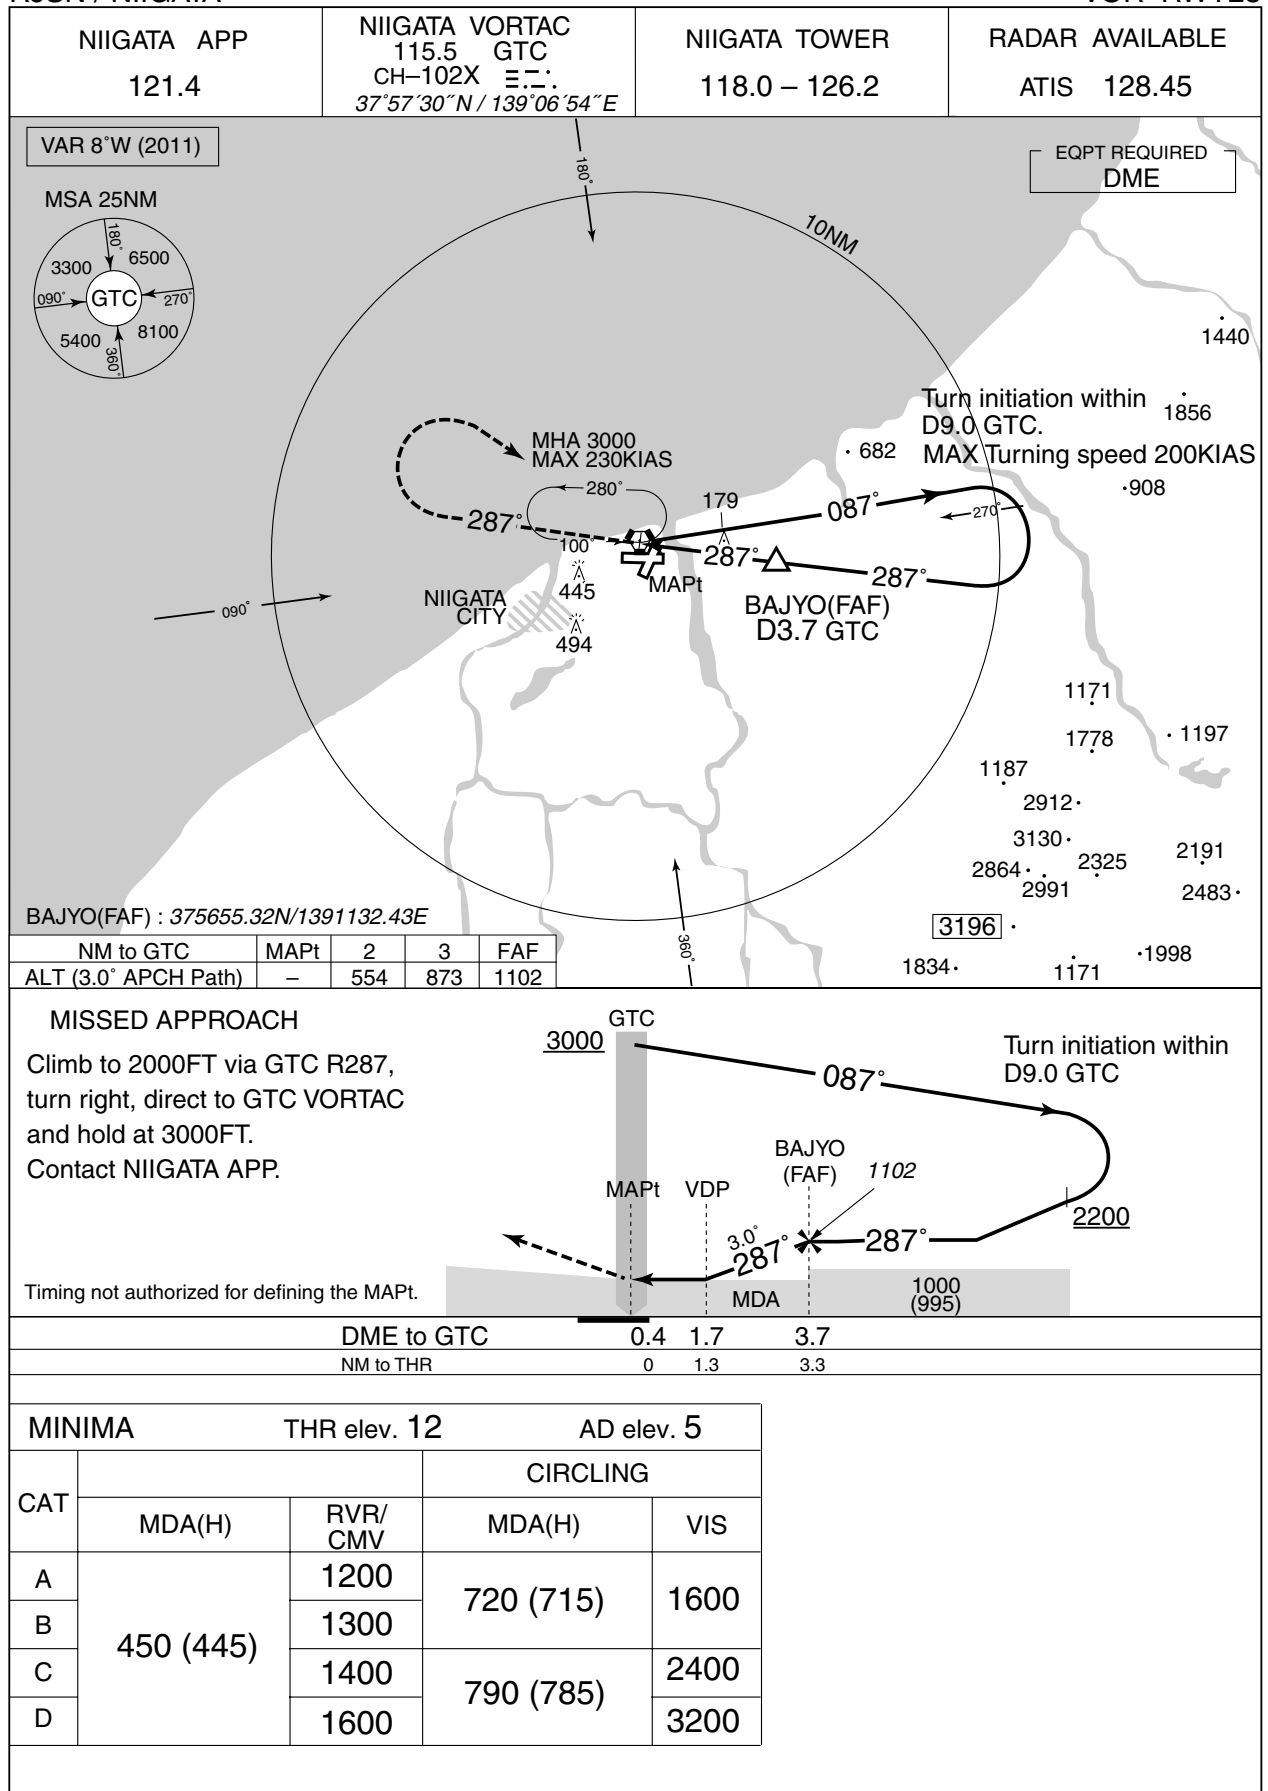 NIIGATA APP
121.4
NIIGATA VORTAC
115.5 GTC
CH–102X
37˚57´30˝N / 139˚06´54˝E
NIIGATA TOWER
118.0 – 126.2
RADAR AVAILABLE
ATIS 128.45
VAR 8˚W (2011)
EQPT REQUIRED
DME
MSA 25NM
180˚
3300
6500
090˚
GTC
270˚
5400
8100
360˚
180˚
10NM
1440
Turn initiation within
D9.0 GTC.
MAX Turning speed 200KIAS
1856
682
908
MHA 3000
MAX 230KIAS
280˚
179
087˚
270˚
287˚
100˚
287˚
287˚
MAPt
445
NIIGATA
CITY
494
BAJYO(FAF)
D3.7 GTC
090˚
1171
1778
1197
1187
2912
3130
2864
2325
2191
2991
2483
3196
1834
1171
1998
360˚
BAJYO(FAF) : 375655.32N/1391132.43E
NM to GTC MAPt 2 3 FAF
ALT (3.0˚ APCH Path) – 554 873 1102
MISSED APPROACH
Climb to 2000FT via GTC R287,
turn right, direct to GTC VORTAC
and hold at 3000FT.
Contact NIIGATA APP.
Timing not authorized for defining the MAPt.
GTC
3000
087˚
Turn initiation within
D9.0 GTC
BAJYO
(FAF)
1102
MAPt
VDP
2200
3.0˚
287˚
287˚
MDA
1000
(995)
DME to GTC 0.4 1.7 3.7
NM to THR 0 1.3 3.3
MINIMA THR elev. 12 AD elev. 5
CAT
CIRCLING
MDA(H) RVR/CMV MDA(H) VIS
A 450 (445) 1200 720 (715) 1600
B 1300
C 1400 790 (785) 2400
D 1600 3200